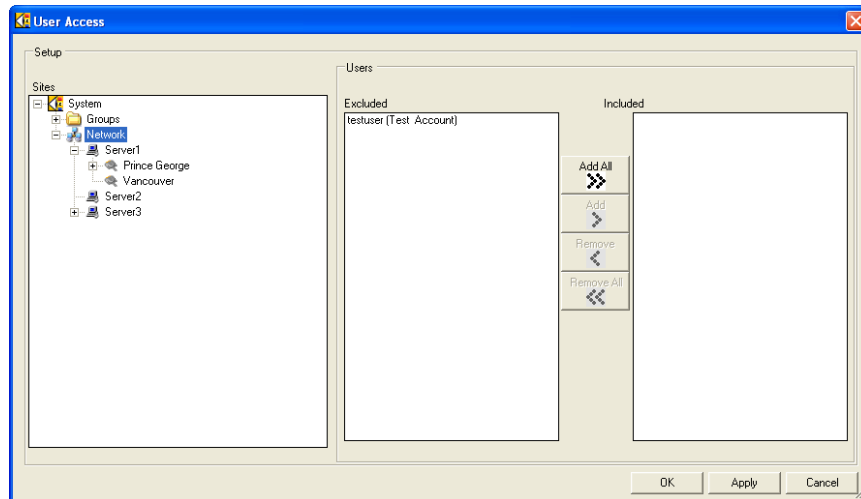 User Access
Setup
Sites
System
Groups
Network
Server1
Prince George
Vancouver
Server2
Server3
Users
Excluded
testuser (Test Account)
Add All
Add
Remove
Remove All
Included
OK
Apply
Cancel